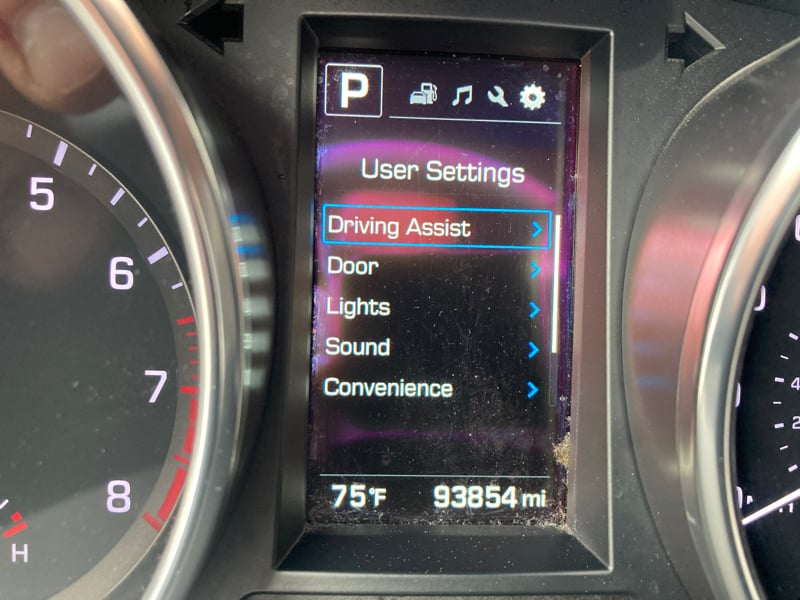 P
User Settings
Driving Assist
Door
Lights
Sound
Convenience
75°F 93854 mi
5
6
7
8
H